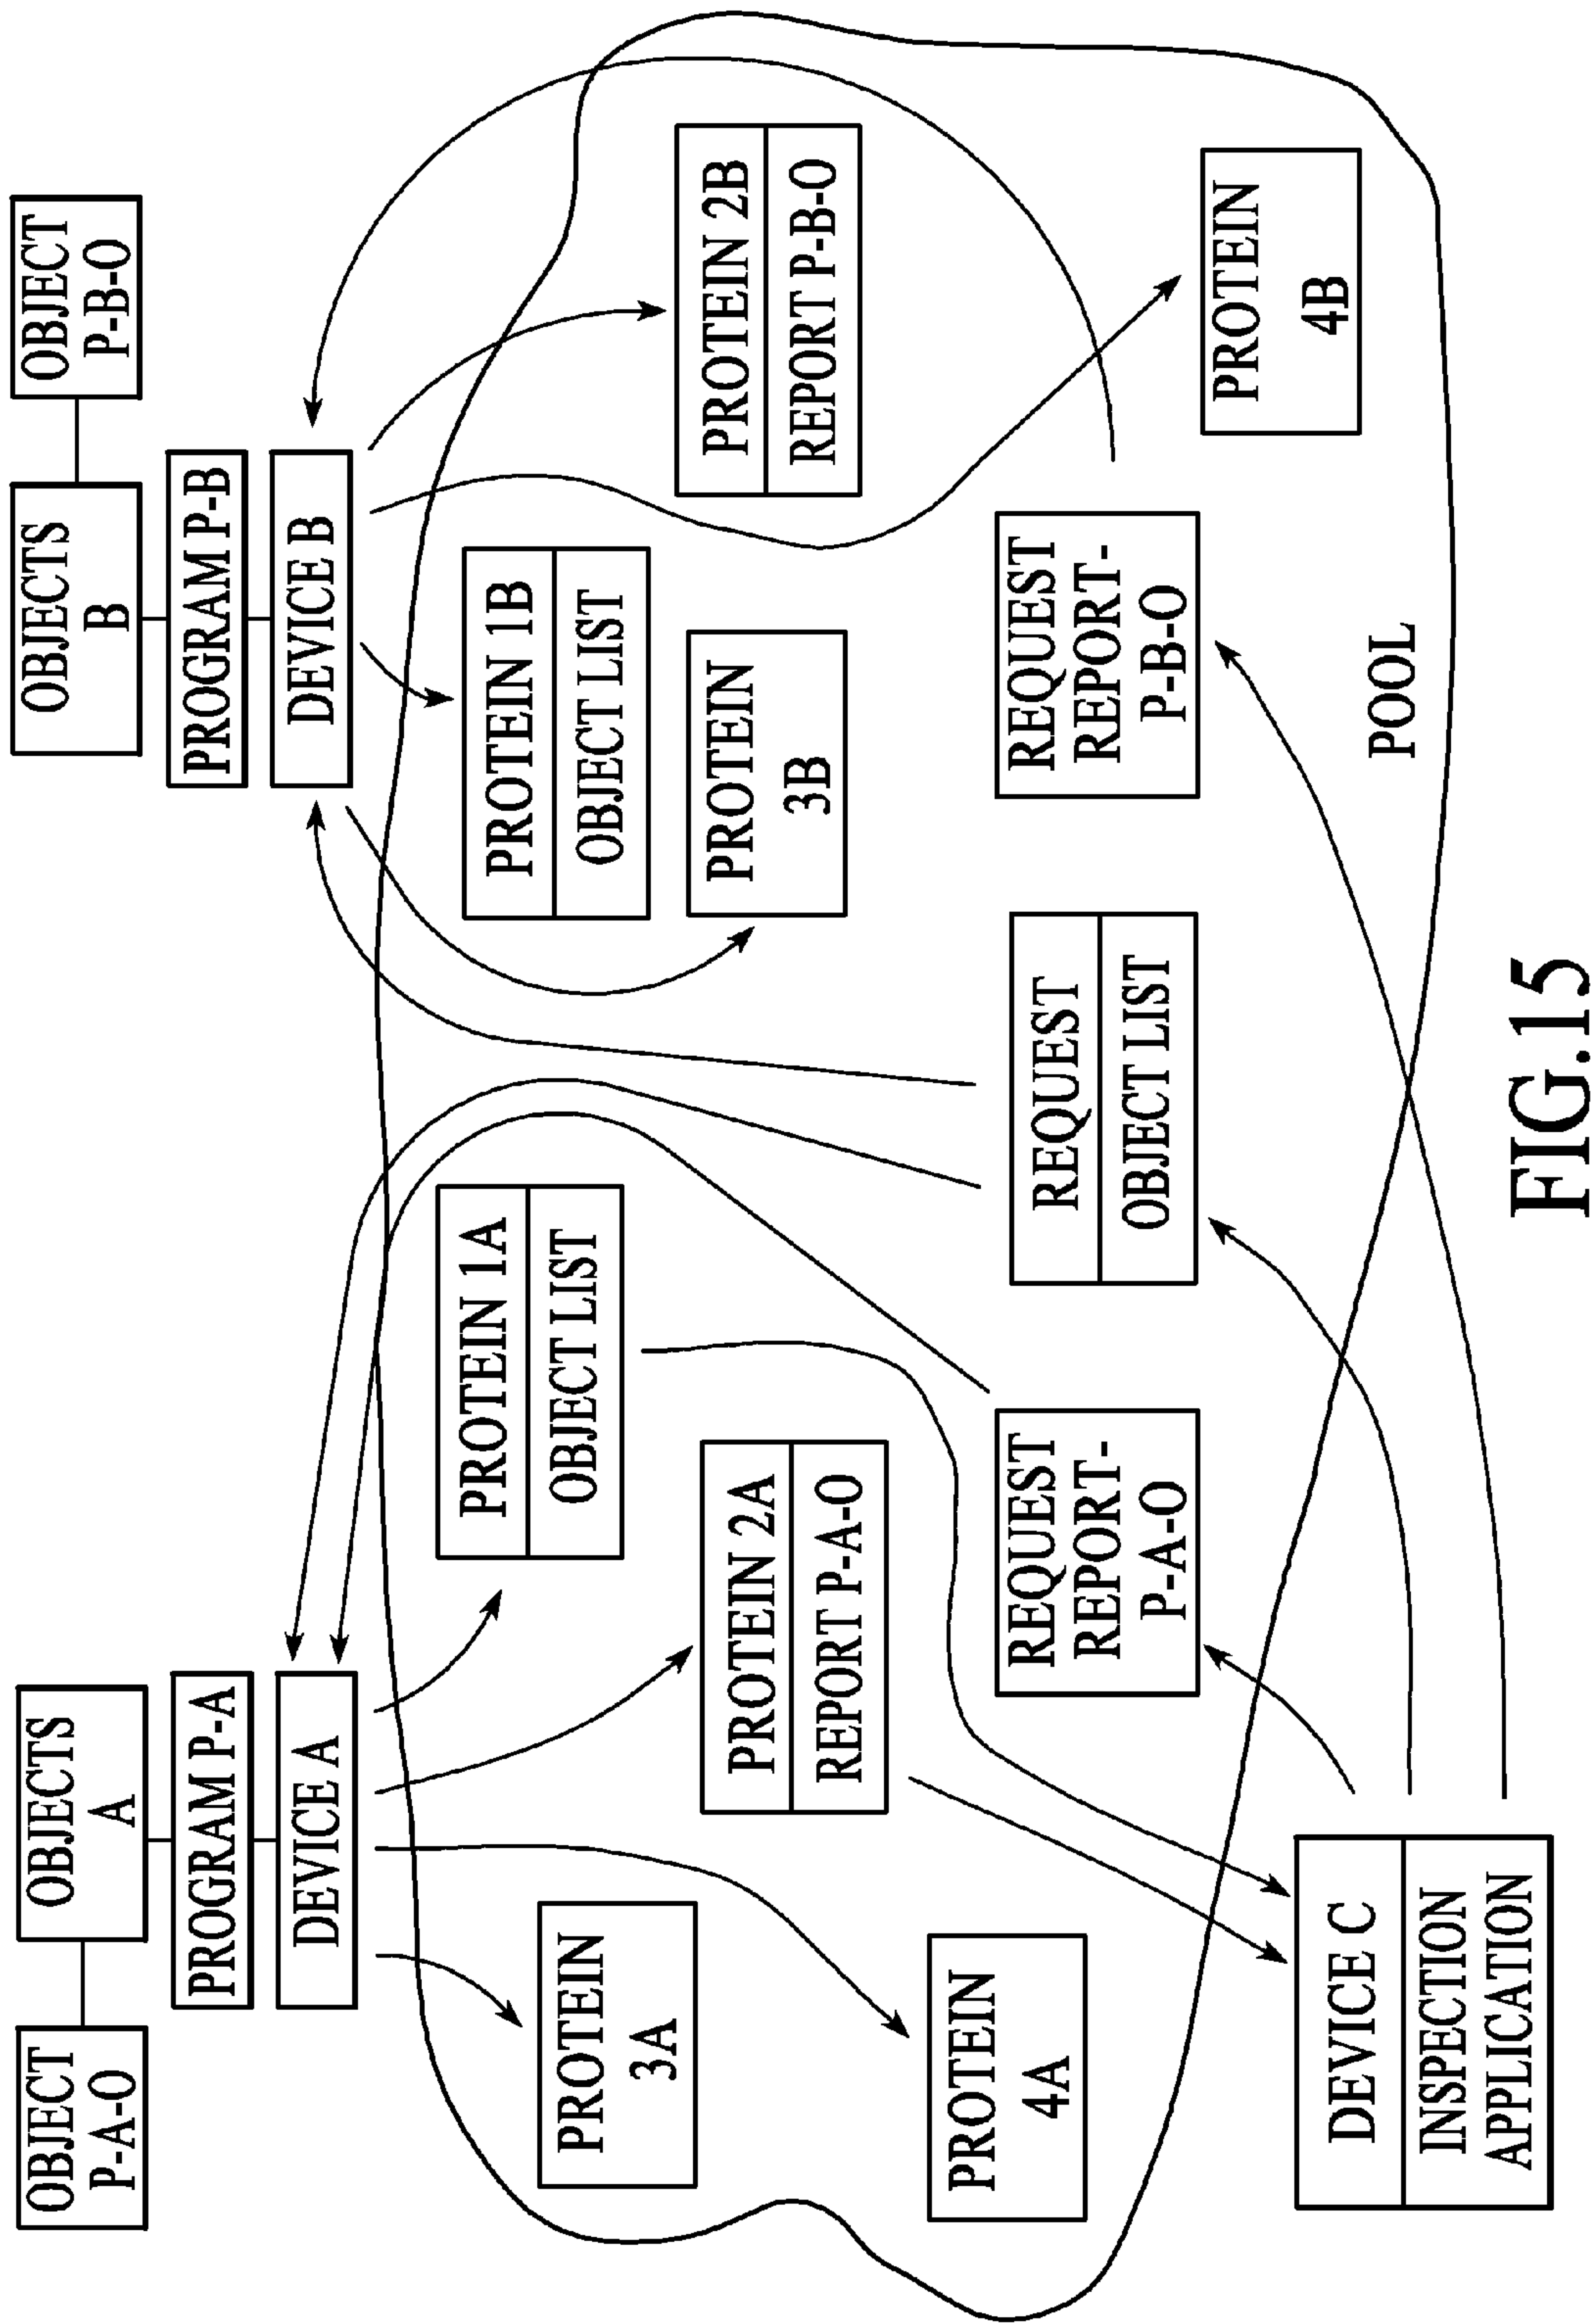 OBJECT
P-A-O
OBJECTS
A
OBJECTS
B
OBJECT
P-B-O
PROGRAM P-A
PROGRAM P-B
DEVICE A
DEVICE B
PROTEIN 1A
OBJECT LIST
PROTEIN 1B
OBJECT LIST
PROTEIN
3A
PROTEIN 2A
REPORT P-A-O
PROTEIN
3B
PROTEIN 2B
REPORT P-B-O
PROTEIN
4A
REQUEST
REPORT-
P-A-O
REQUEST
OBJECT LIST
REQUEST
REPORT-
P-B-O
PROTEIN
4B
DEVICE C
INSPECTION
APPLICATION
POOL
FIG.15